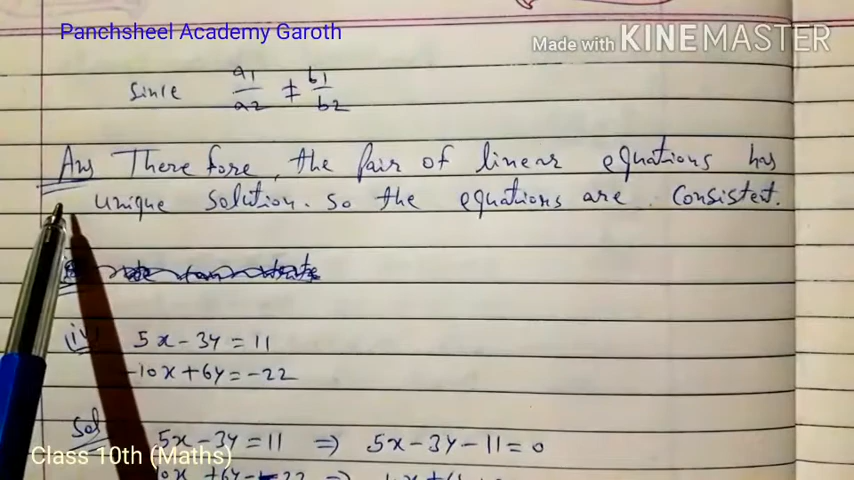 Panchsheel Academy Garoth
Made with KINEMASTER
since a1/a2 ≠ b1/b2
Ans There fore, the pair of linear equations has
unique solution. so the equations are consistent.
(iv) 5x - 3y = 11
-10x + 6y = -22
Sol 5x - 3y = 11 ⇒ 5x - 3y - 11 = 0
Class 10th (Maths)